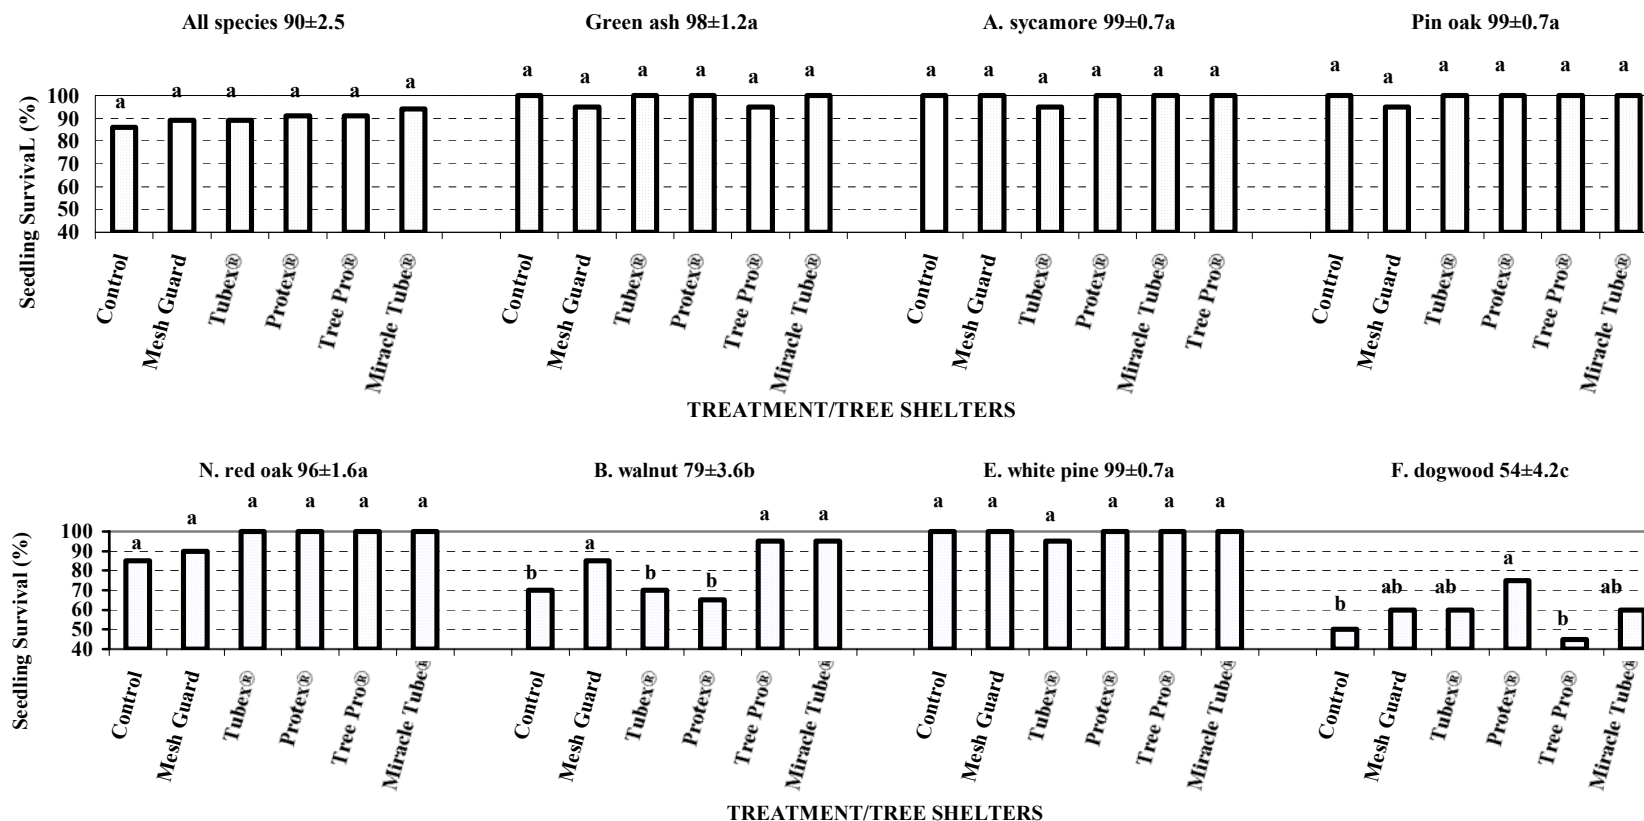 All species 90±2.5 Green ash 98±1.2a A. sycamore 99±0.7a Pin oak 99±0.7a
a a a a a a a a a a a a a a a a a a a a a a a a
Seedling SurvivaL (%)
100
90
80
70
60
50
40
Control Mesh Guard Tubex® Protex® Tree Pro® Miracle Tube® Control Mesh Guard Tubex® Protex® Tree Pro® Miracle Tube® Control Mesh Guard Tubex® Protex® Miracle Tube® Tree Pro® Control Mesh Guard Tubex® Protex® Tree Pro® Miracle Tube®
TREATMENT/TREE SHELTERS
N. red oak 96±1.6a B. walnut 79±3.6b E. white pine 99±0.7a F. dogwood 54±4.2c
a a a a a a b a b b a a a a a a a a b ab ab a b ab
Seedling Survival (%)
100
90
80
70
60
50
40
Control Mesh Guard Tubex® Protex® Tree Pro® Miracle Tube® Control Mesh Guard Tubex® Protex® Tree Pro® Miracle Tube® Control Mesh Guard Tubex® Protex® Tree Pro® Miracle Tube® Control Mesh Guard Tubex® Protex® Tree Pro® Miracle Tube®
TREATMENT/TREE SHELTERS